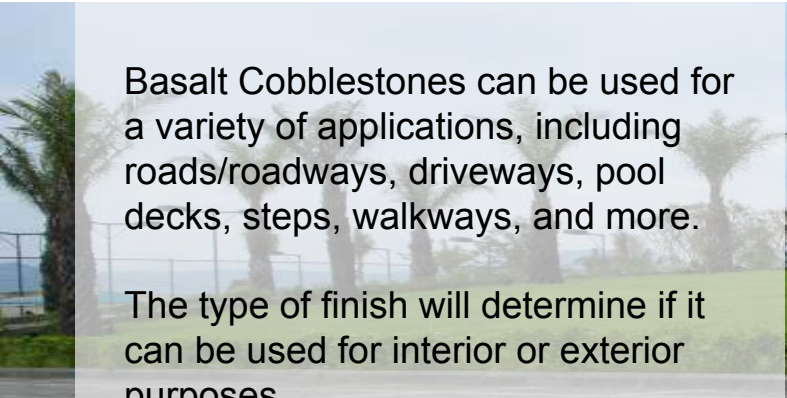 Basalt Cobblestones can be used for
a variety of applications, including
roads/roadways, driveways, pool
decks, steps, walkways, and more.
The type of finish will determine if it
can be used for interior or exterior
purposes